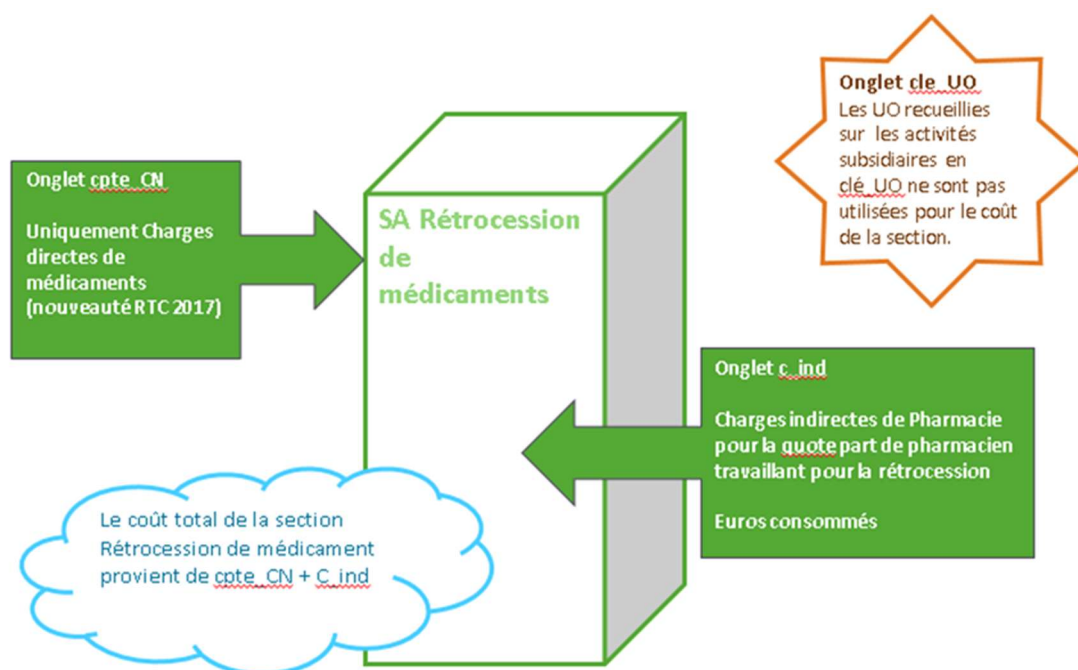 Onglet cle_UO
Les UO recueillies
sur les activités
subsidiaires en
clé_UO ne sont pas
utilisées pour le coût
de la section.
Onglet cpte_CN
Uniquement Charges
directes de
médicaments
(nouveauté RTC 2017)
SA Rétrocession
de
médicaments
Onglet c_ind
Charges indirectes de Pharmacie
pour la quote part de pharmacien
travaillant pour la rétrocession
Euros consommés
Le coût total de la section
Rétrocession de médicament
provient de cpte_CN + C_ind